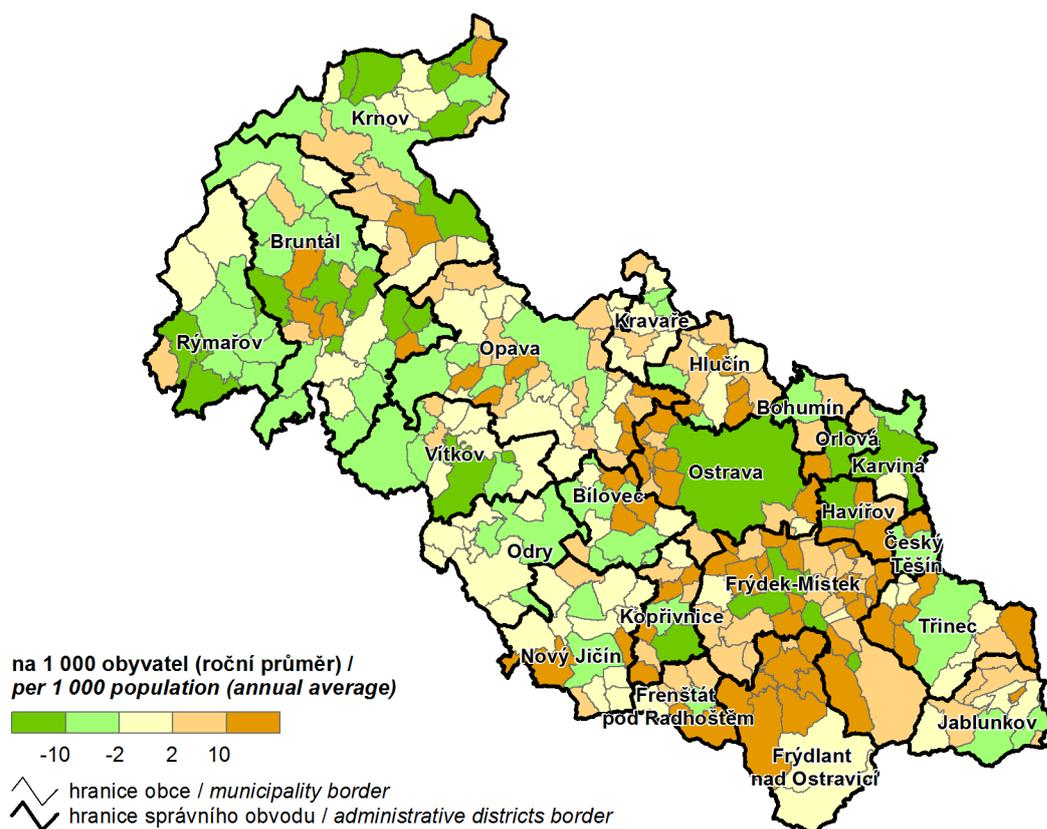 Krnov
Bruntál
Rýmařov
Opava
Kravaře
Hlučín
Bohumín
Orlová
Karviná
Vítkov
Ostrava
Bílovec
Havířov
Odry
Český
Těšín
Frýdek-Místek
Kopřivnice
Třinec
Nový Jičín
Frenštát
pod Radhoštěm
Jablunkov
Frýdlant
nad Ostravicí
na 1 000 obyvatel (roční průměr) /
per 1 000 population (annual average)
-10 -2 2 10
hranice obce / municipality border
hranice správního obvodu / administrative districts border